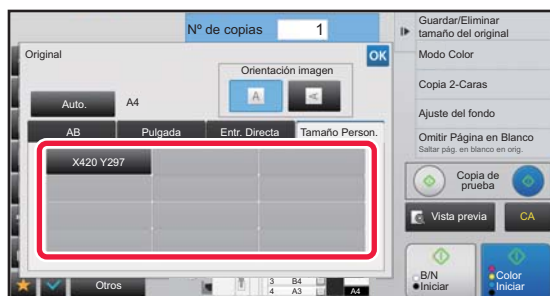 Nº de copias 1
Original
OK
Orientación imagen
A
A
Auto. A4
AB Pulgada Entr. Directa Tamaño Person.
X420 Y297
Otros
3 B4
4 A3 A4
Guardar/Eliminar
tamaño del original
Modo Color
Copia 2-Caras
Ajuste del fondo
Omitir Página en Blanco
Saltar pág. en blanco en orig.
Copia de
prueba
Vista previa CA
B/N
Iniciar
Color
Iniciar